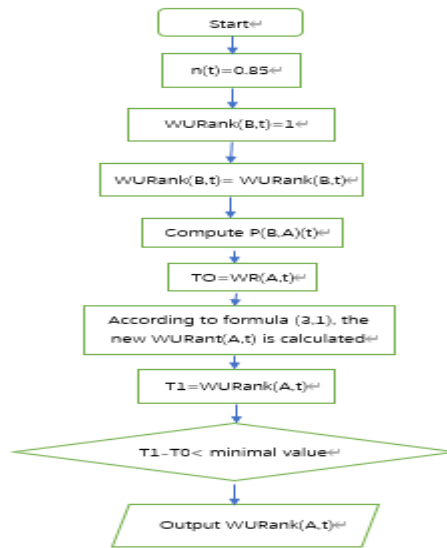 Start↵
n(t)=0.85↵
WURank(B,t)=1↵
WURank(B,t)= WURank(B,t)↵
Compute P(B,A)(t)↵
TO=WR(A,t)↵
According to formula (3,1), the
new WURant(A,t) is calculated↵
T1=WURank(A,t)↵
T1-T0< minimal value↵
Output WURank(A,t)↵